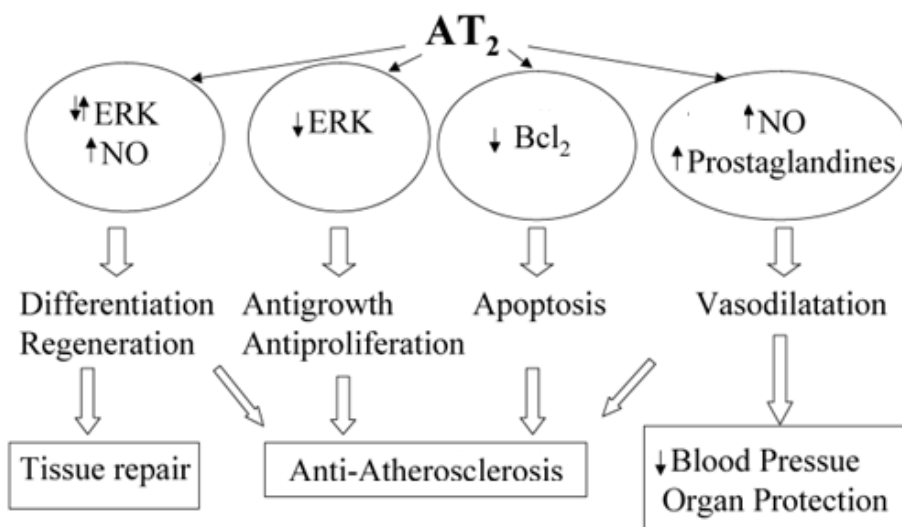 AT₂
↓↑ERK
↑NO
↓ERK
↓ Bcl₂
↑NO
↑Prostaglandines
Differentiation
Regeneration
Antigrowth
Antiproliferation
Apoptosis
Vasodilatation
Tissue repair
Anti-Atherosclerosis
↓Blood Pressue
Organ Protection